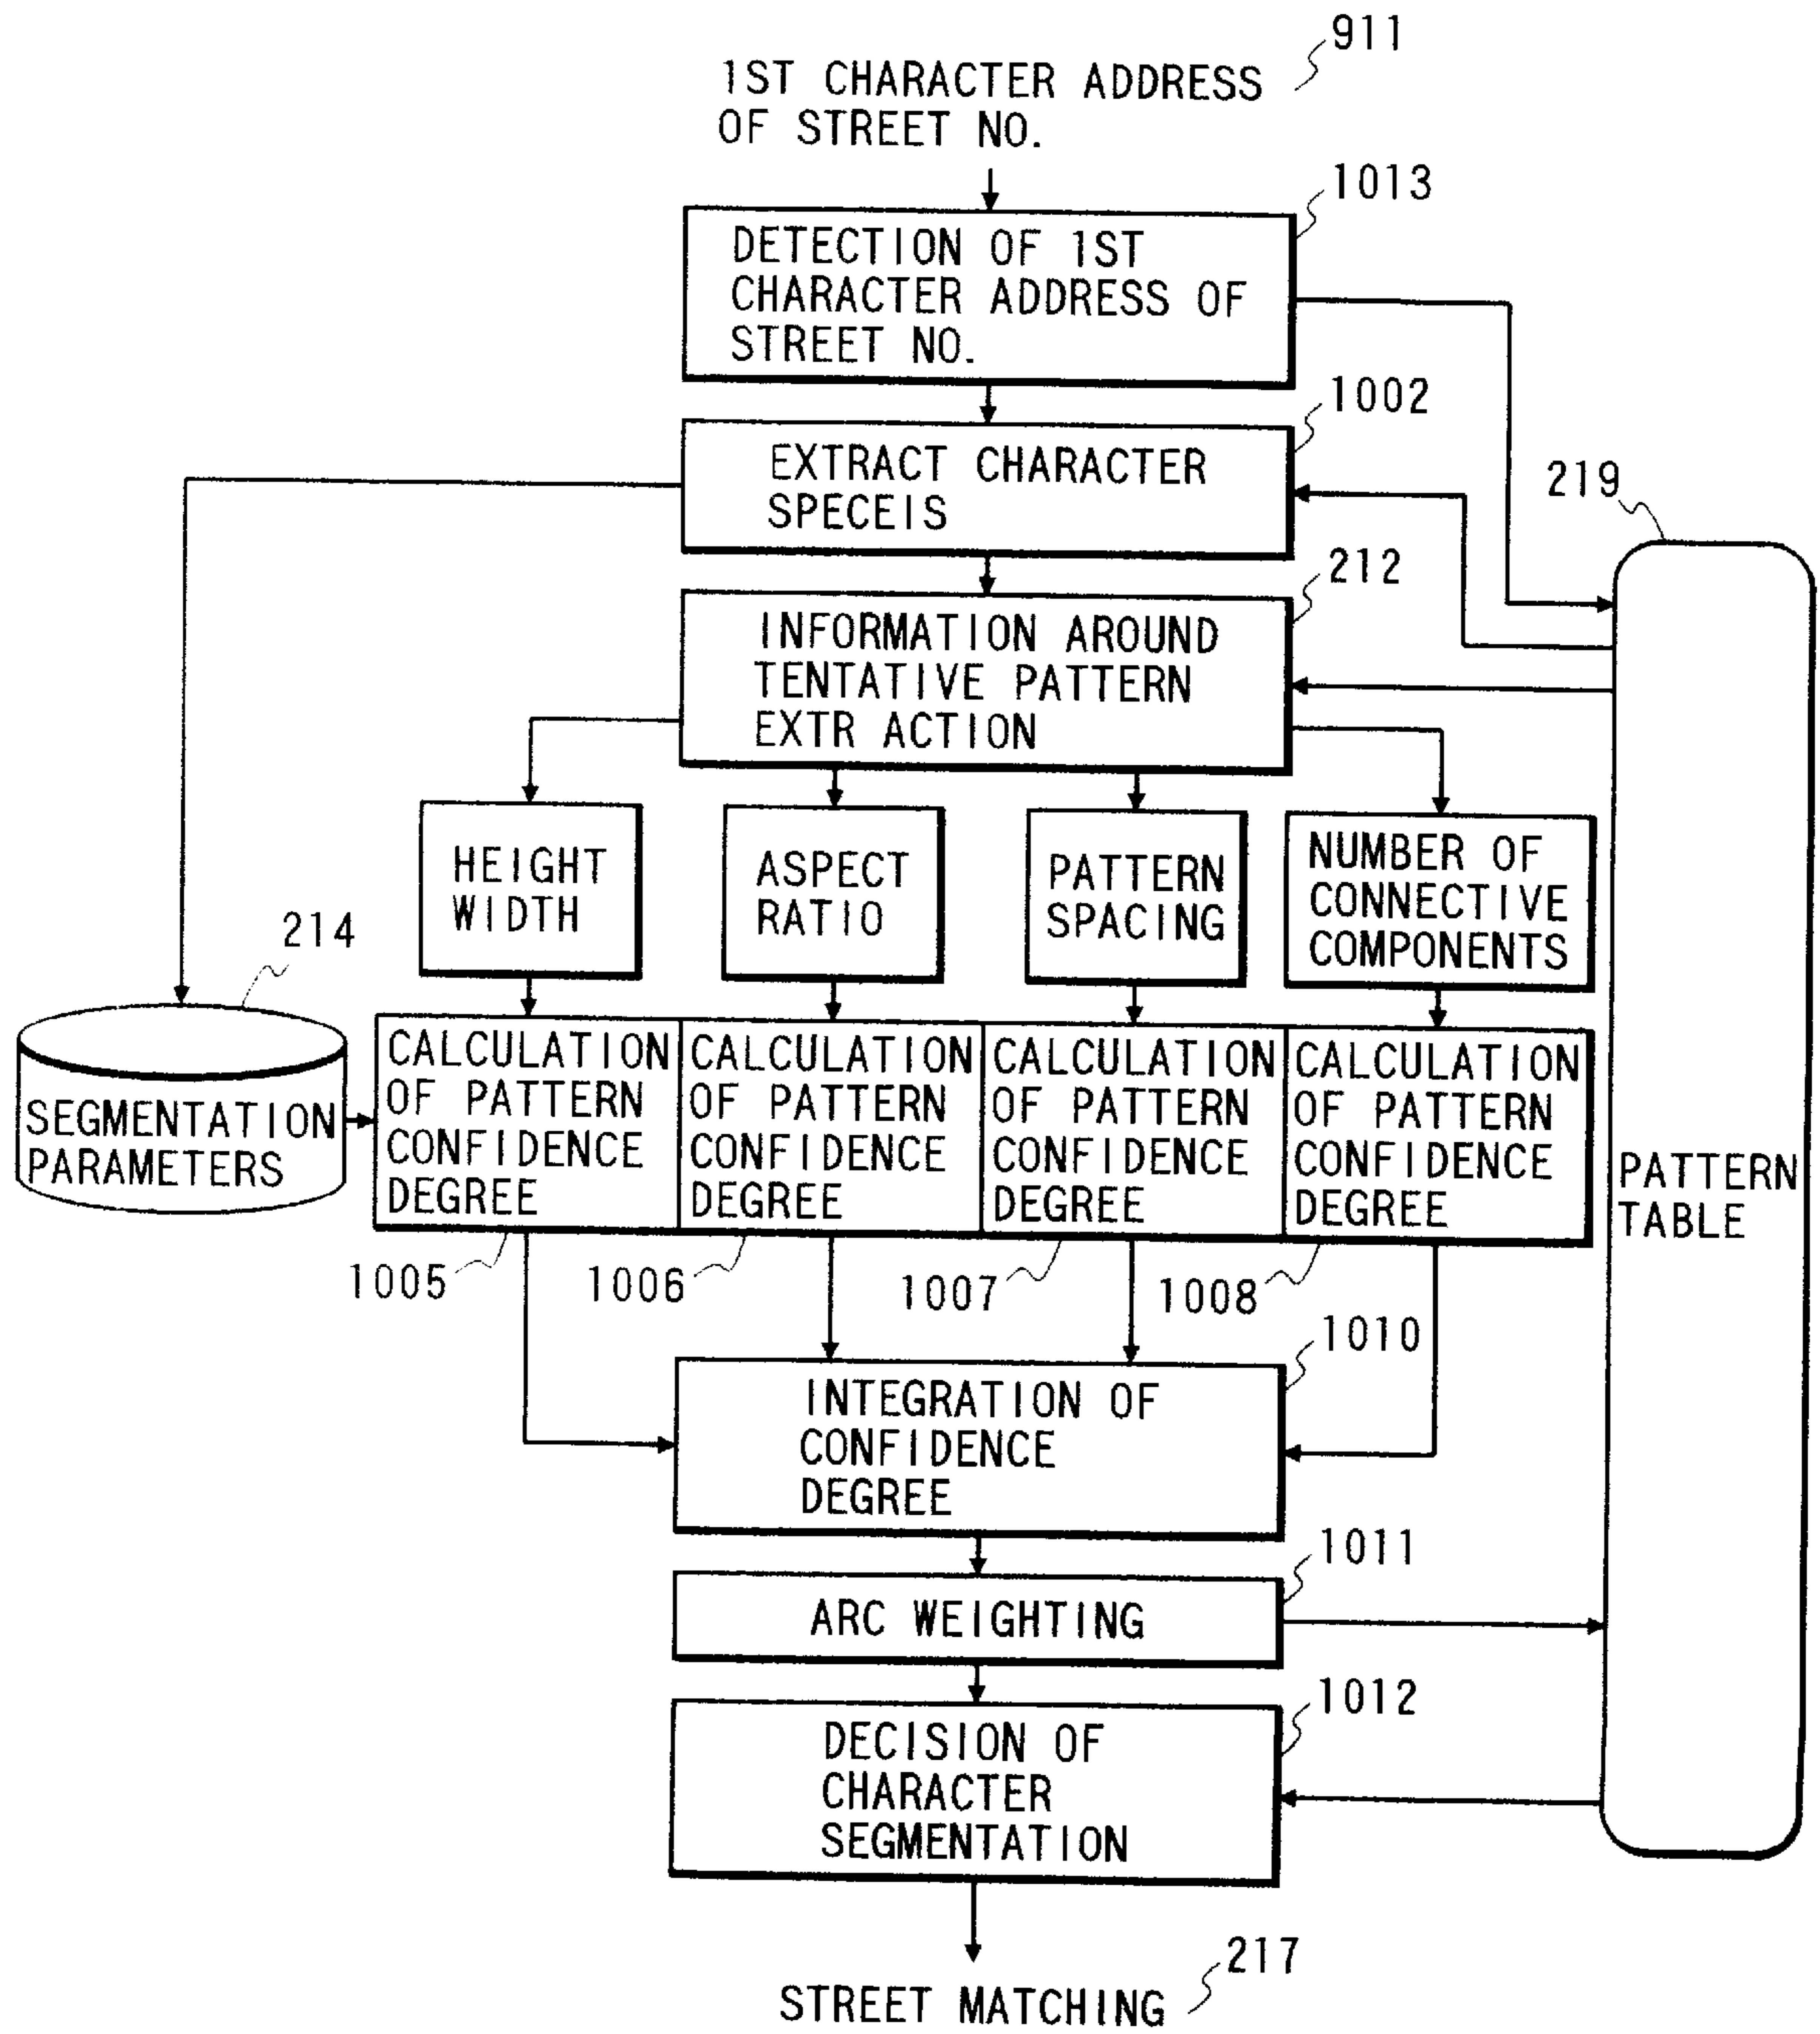 911
1ST CHARACTER ADDRESS
OF STREET NO.
1013
DETECTION OF 1ST
CHARACTER ADDRESS OF
STREET NO.
1002
EXTRACT CHARACTER
SPECEIS
219
212
INFORMATION AROUND
TENTATIVE PATTERN
EXTR ACTION
HEIGHT
WIDTH
ASPECT
RATIO
PATTERN
SPACING
NUMBER OF
CONNECTIVE
COMPONENTS
214
SEGMENTATION
PARAMETERS
CALCULATION
OF PATTERN
CONFIDENCE
DEGREE
CALCULATION
OF PATTERN
CONFIDENCE
DEGREE
CALCULATION
OF PATTERN
CONFIDENCE
DEGREE
CALCULATION
OF PATTERN
CONFIDENCE
DEGREE
PATTERN
TABLE
1005
1006
1007
1008
1010
INTEGRATION OF
CONFIDENCE
DEGREE
1011
ARC WEIGHTING
1012
DECISION OF
CHARACTER
SEGMENTATION
217
STREET MATCHING